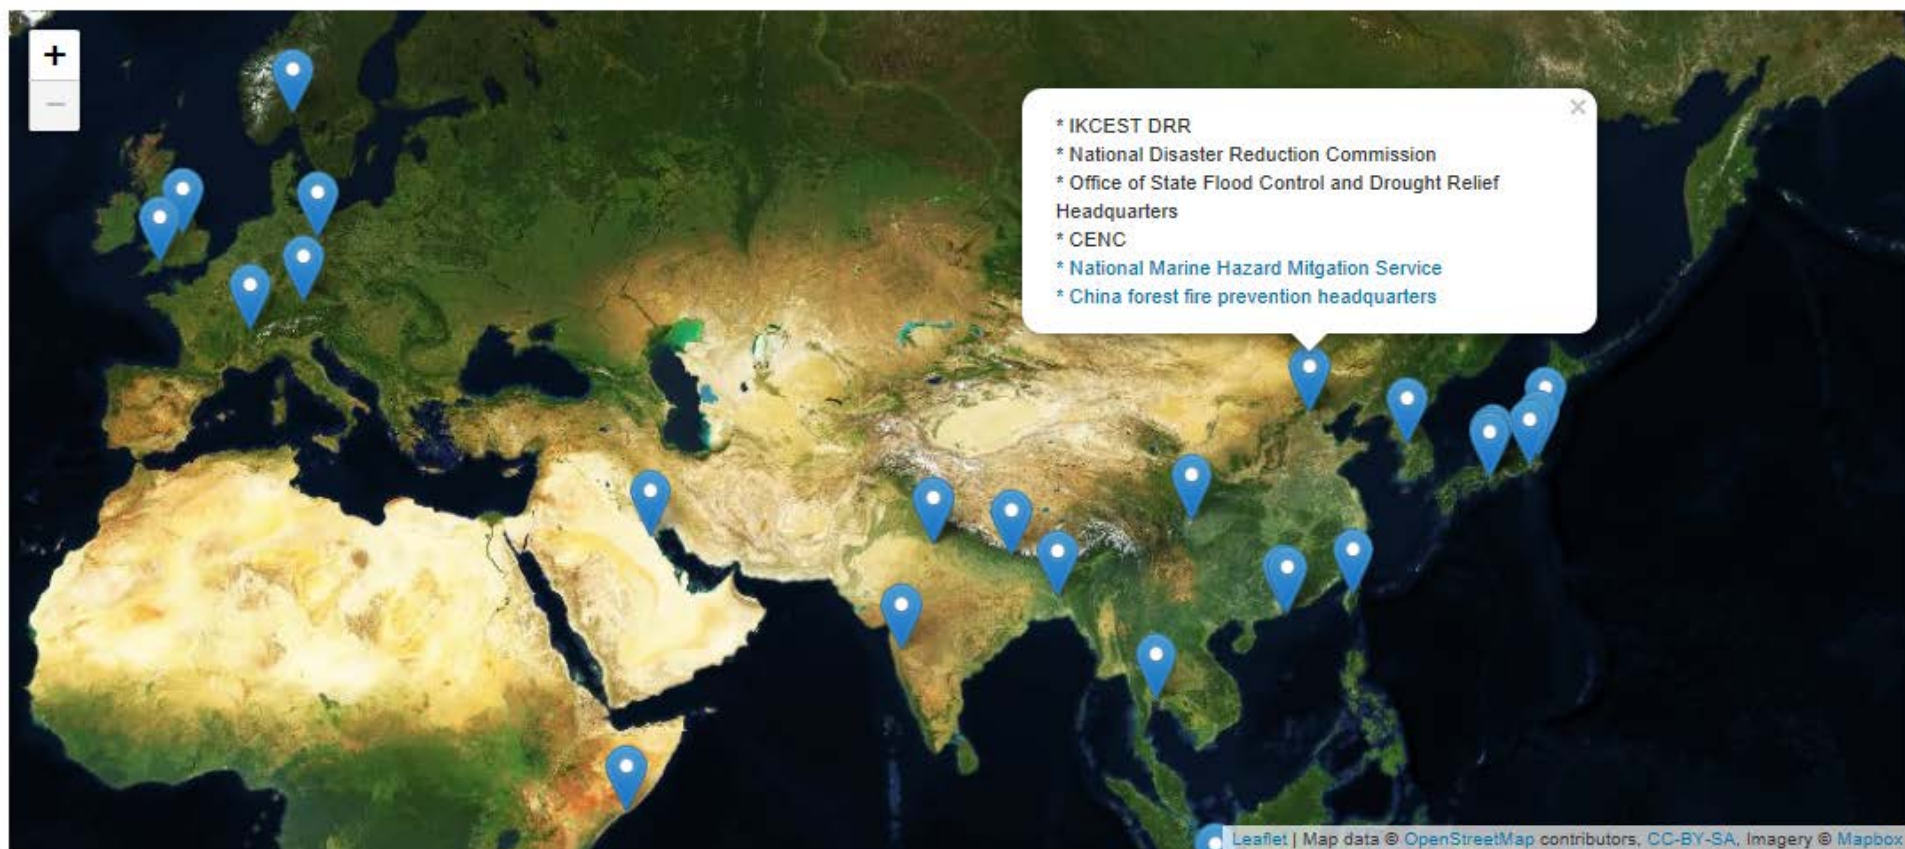 +
−
×
* IKCEST DRR
* National Disaster Reduction Commission
* Office of State Flood Control and Drought Relief
Headquarters
* CENC
* National Marine Hazard Mitgation Service
* China forest fire prevention headquarters
Leaflet | Map data © OpenStreetMap contributors, CC-BY-SA, Imagery © Mapbox